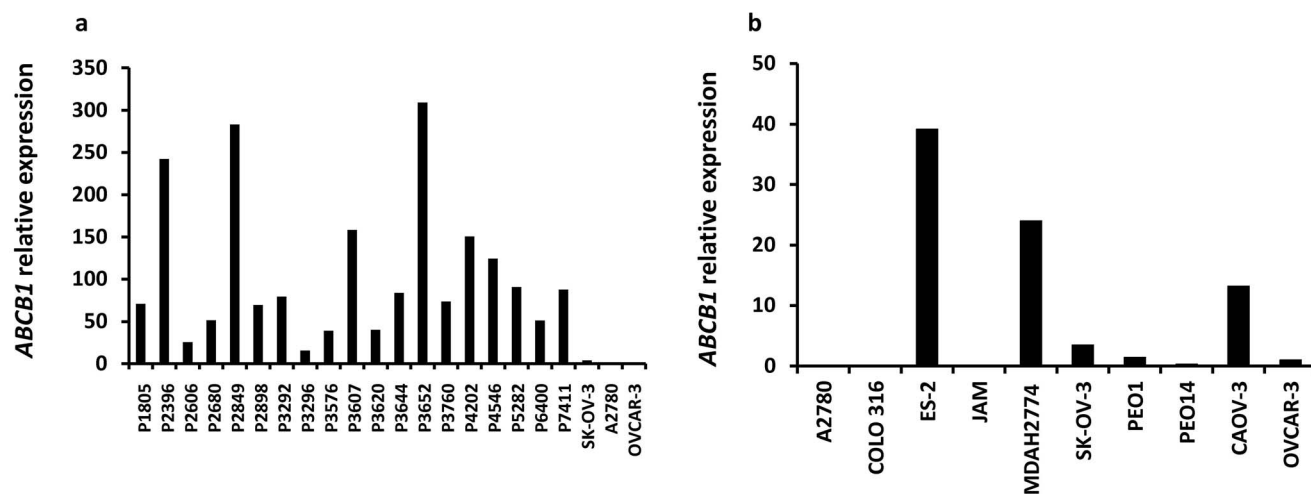 a
ABCB1 relative expression
350
300
250
200
150
100
50
0
P1805
P2396
P2606
P2680
P2849
P2898
P3292
P3296
P3576
P3607
P3620
P3644
P3652
P3760
P4202
P4546
P5282
P6400
P7411
SK-OV-3
A2780
OVCAR-3
b
ABCB1 relative expression
50
40
30
20
10
0
A2780
COLO 316
ES-2
JAM
MDAH2774
SK-OV-3
PEO1
PEO14
CAOV-3
OVCAR-3